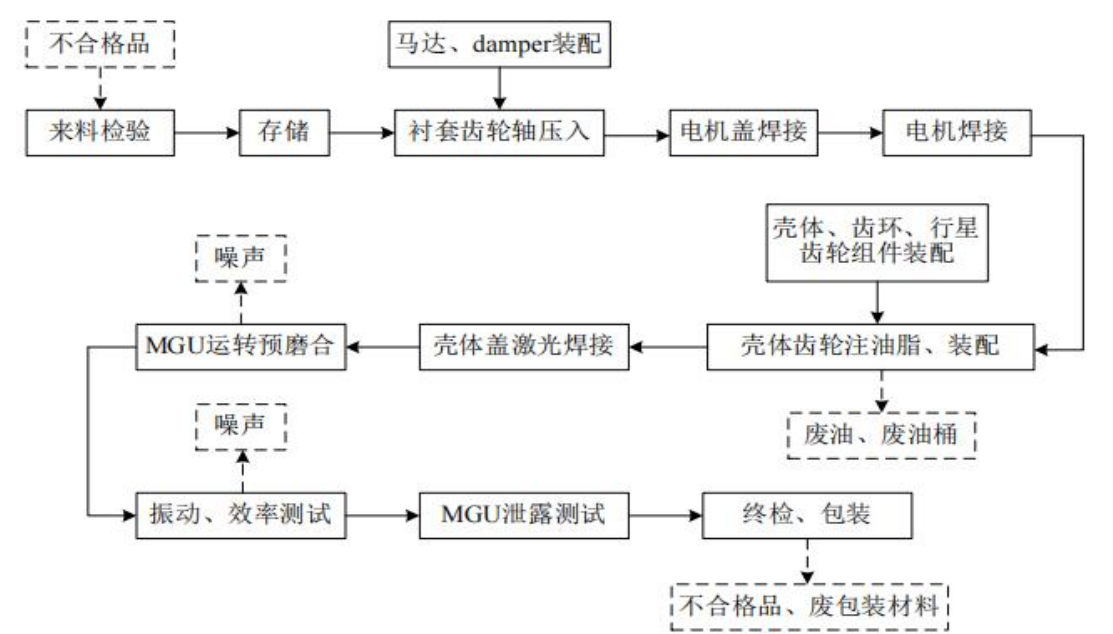 不合格品
马达、damper装配
来料检验
存储
衬套齿轮轴压入
电机盖焊接
电机焊接
壳体、齿环、行星
齿轮组件装配
噪声
MGU运转预磨合
壳体盖激光焊接
壳体齿轮注油脂、装配
噪声
废油、废油桶
振动、效率测试
MGU泄露测试
终检、包装
不合格品、废包装材料